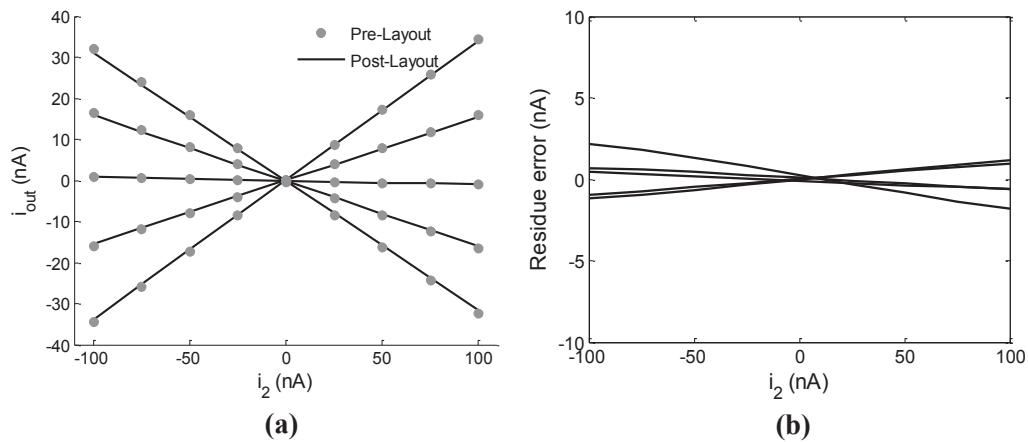 40
30
20
10
0
-10
-20
-30
-40
i_out (nA)
Pre-Layout
Post-Layout
-100 -50 0 50 100
i_2 (nA)
(a)
10
5
0
-5
-10
Residue error (nA)
-100 -50 0 50 100
i_2 (nA)
(b)